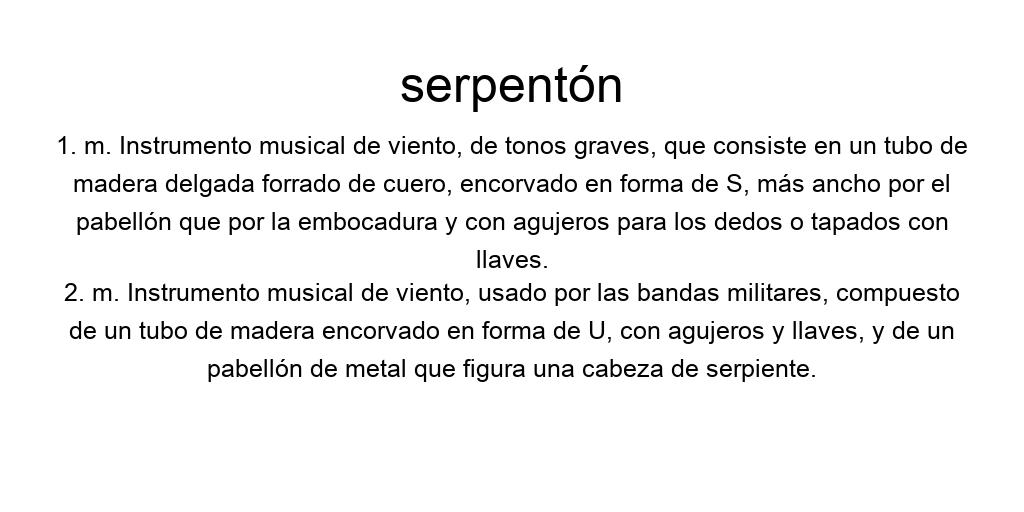 serpentón
1. m. Instrumento musical de viento, de tonos graves, que consiste en un tubo de
madera delgada forrado de cuero, encorvado en forma de S, más ancho por el
pabellón que por la embocadura y con agujeros para los dedos o tapados con
llaves.
2. m. Instrumento musical de viento, usado por las bandas militares, compuesto
de un tubo de madera encorvado en forma de U, con agujeros y llaves, y de un
pabellón de metal que figura una cabeza de serpiente.